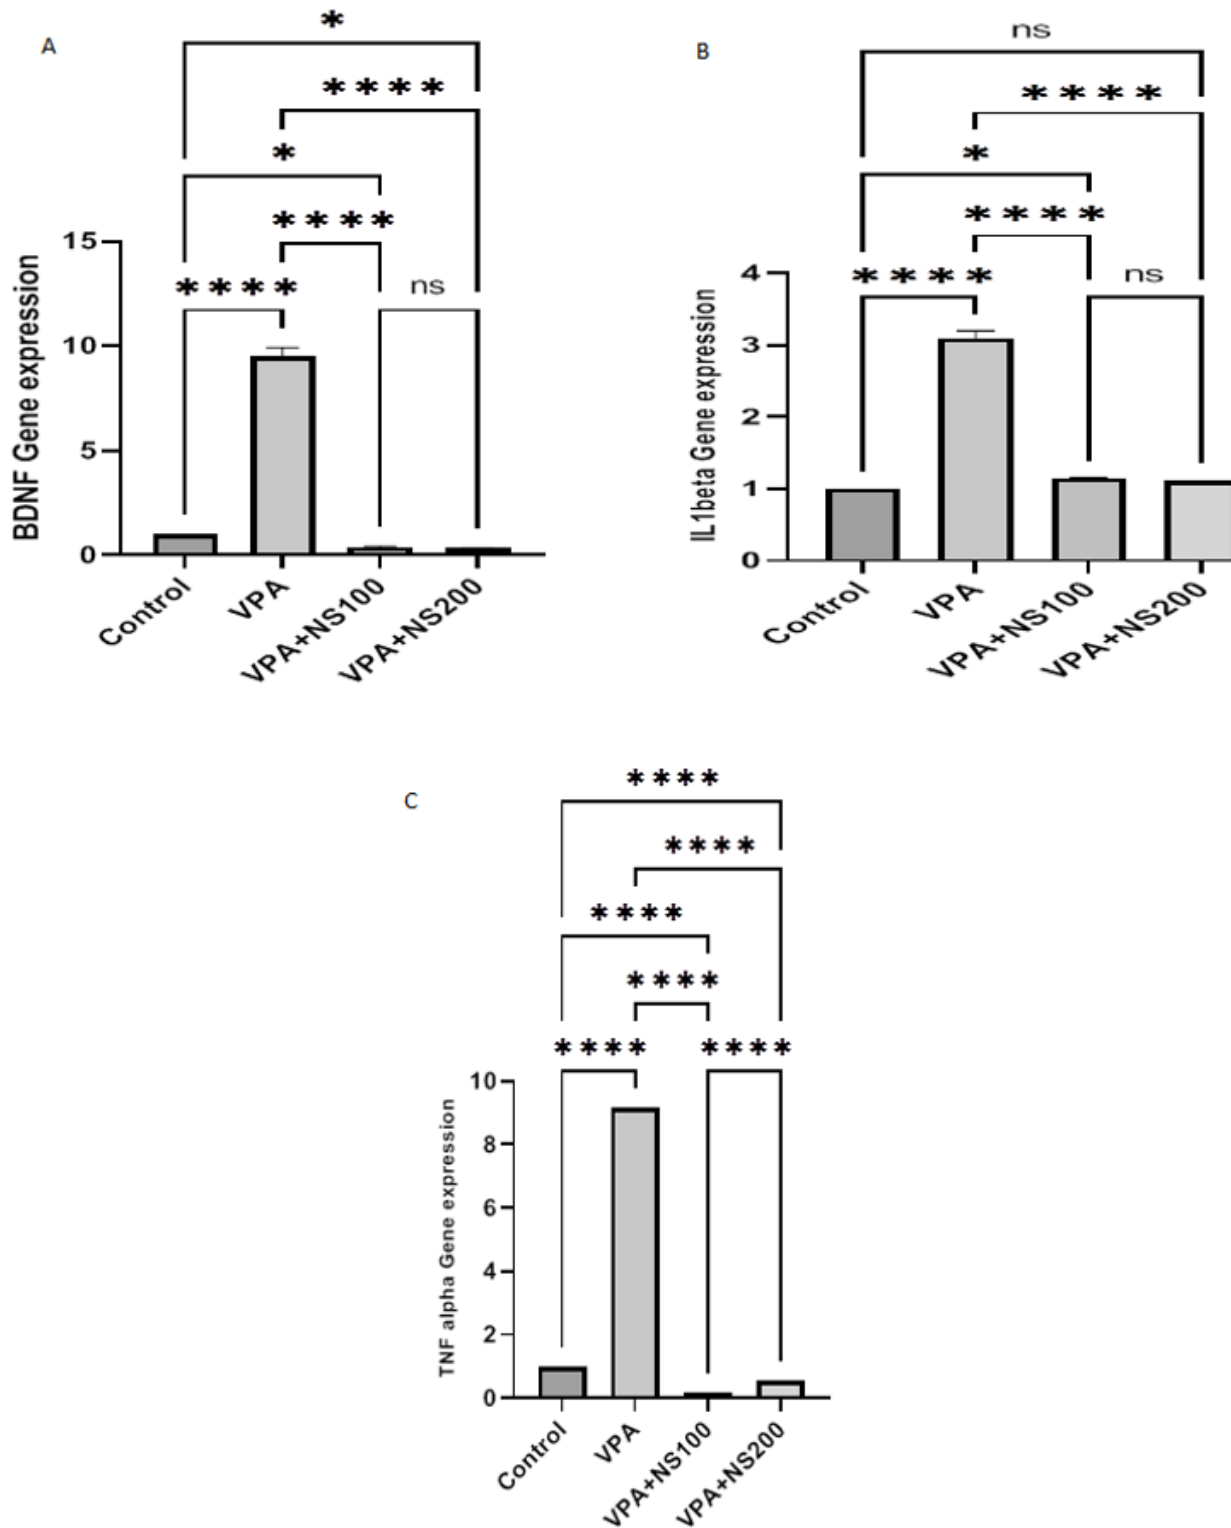 A
*
****
*
****
****
ns
BDNF Gene expression
15
10
5
0
Control
VPA
VPA+NS100
VPA+NS200
B
ns
****
*
****
****
ns
IL1beta Gene expression
4
3
2
1
0
Control
VPA
VPA+NS100
VPA+NS200
C
****
****
****
****
****
****
TNF alpha Gene expression
10
8
6
4
2
0
Control
VPA
VPA+NS100
VPA+NS200